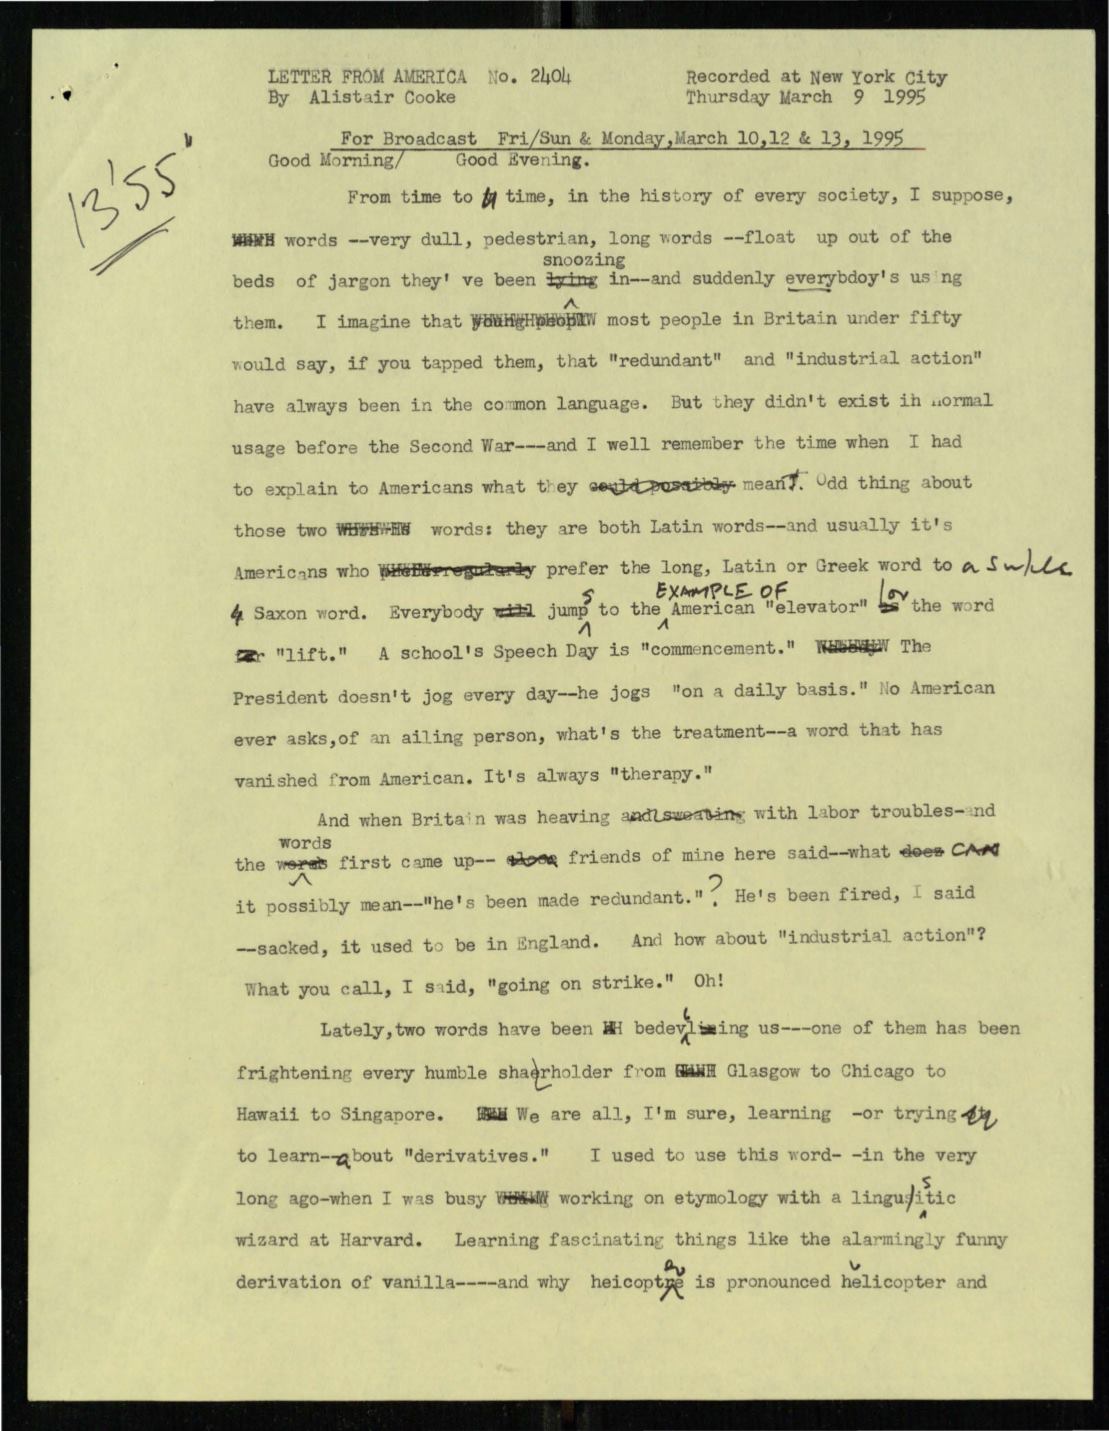 LETTER FROM AMERICA No. 2404 Recorded at New York City
By Alistair Cooke Thursday March 9 1995
13'55"
For Broadcast Fri/Sun & Monday,March 10,12 & 13, 1995
Good Morning/ Good Evening.
From time to time, in the history of every society, I suppose,
words --very dull, pedestrian, long words --float up out of the
snoozing
beds of jargon they' ve been lying in--and suddenly everybdoy's using
them. I imagine that young people most people in Britain under fifty
would say, if you tapped them, that "redundant" and "industrial action"
have always been in the common language. But they didn't exist ih normal
usage before the Second War---and I well remember the time when I had
to explain to Americans what they could possibly meant. Odd thing about
those two words: they are both Latin words--and usually it's
Americans who regularly prefer the long, Latin or Greek word to a simple
EXAMPLE OF
Saxon word. Everybody will jumps to the American "elevator" for the word
"lift." A school's Speech Day is "commencement." The
President doesn't jog every day--he jogs "on a daily basis." No American
ever asks,of an ailing person, what's the treatment--a word that has
vanished from American. It's always "therapy."
And when Britain was heaving and sweating with labor troubles-and
words
the words first came up-- close friends of mine here said--what does CAN
it possibly mean--"he's been made redundant."? He's been fired, I said
--sacked, it used to be in England. And how about "industrial action"?
What you call, I said, "going on strike." Oh!
Lately,two words have been bedeviling us---one of them has been
frightening every humble shaerholder from Glasgow to Chicago to
Hawaii to Singapore. We are all, I'm sure, learning -or trying
to learn--about "derivatives." I used to use this word- -in the very
long ago-when I was busy working on etymology with a linguistic
wizard at Harvard. Learning fascinating things like the alarmingly funny
derivation of vanilla----and why heicopter is pronounced helicopter and